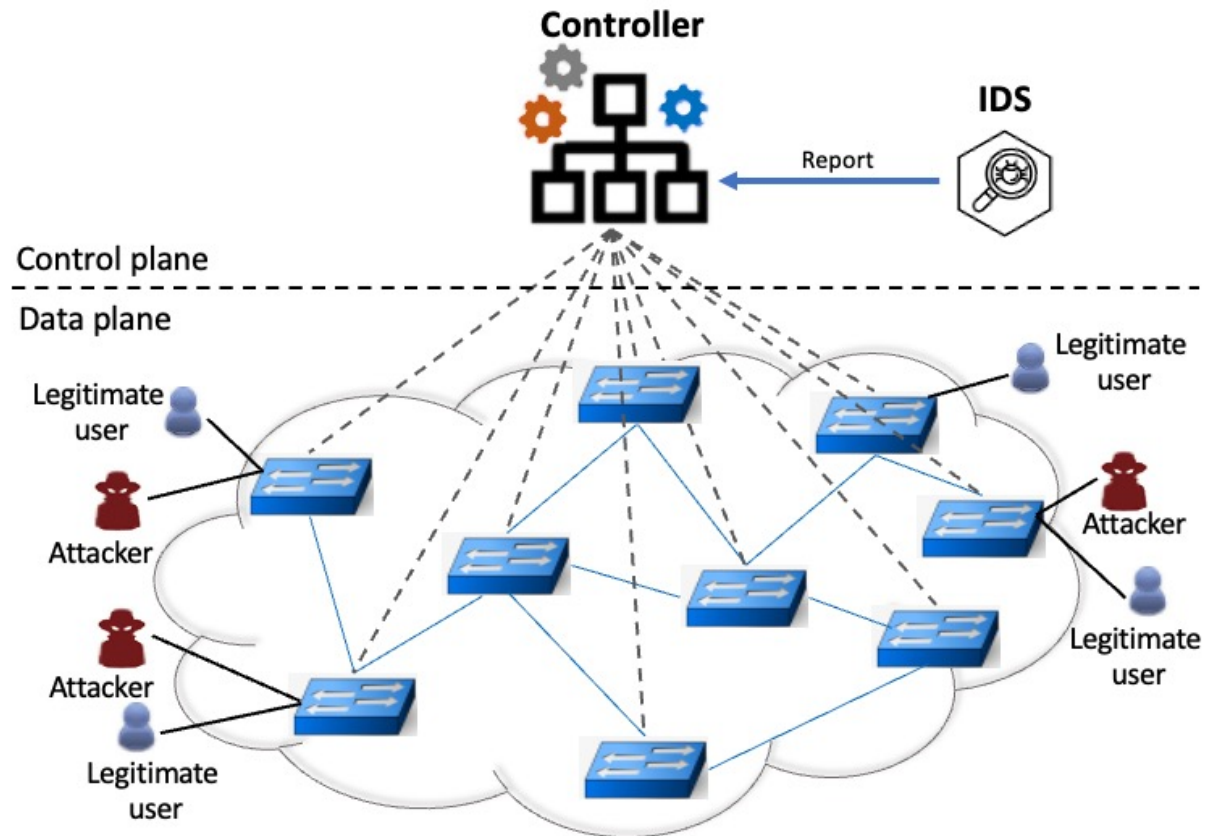 Controller
IDS
Report
Control plane
Data plane
Legitimate
user
Legitimate
user
Attacker
Attacker
Attacker
Legitimate
user
Legitimate
user